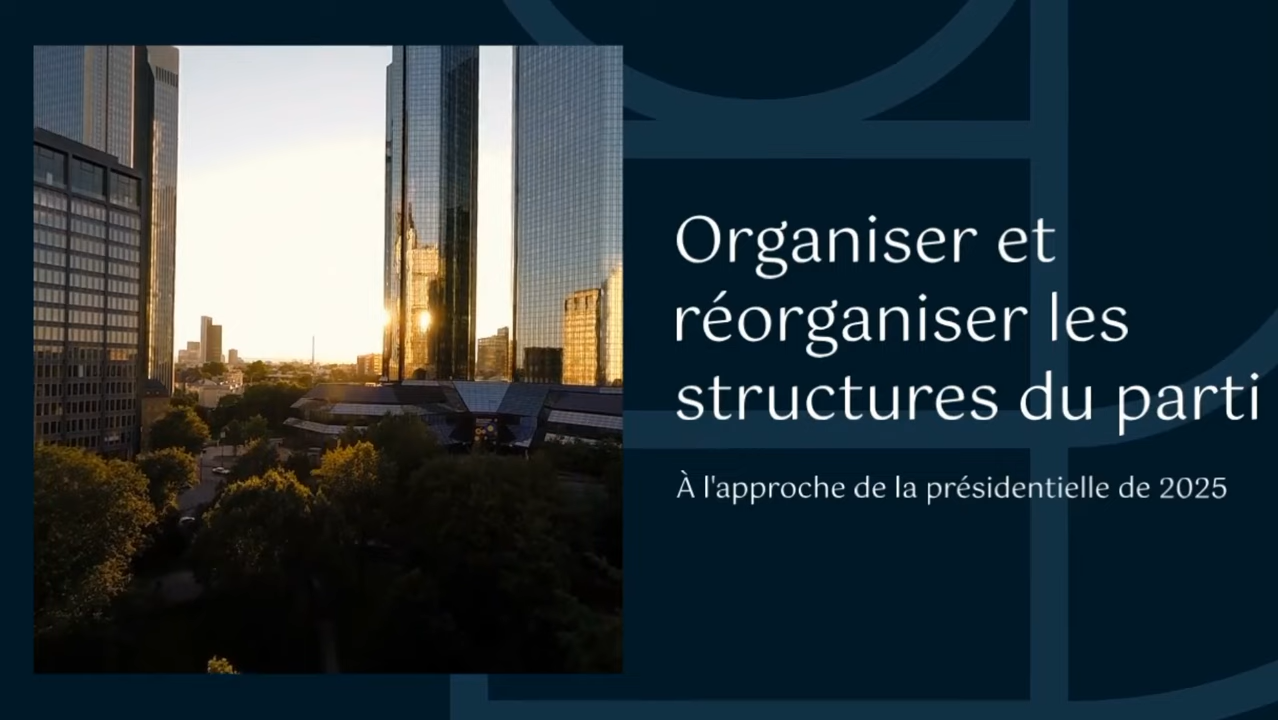 Organiser et
réorganiser les
structures du parti
À l'approche de la présidentielle de 2025